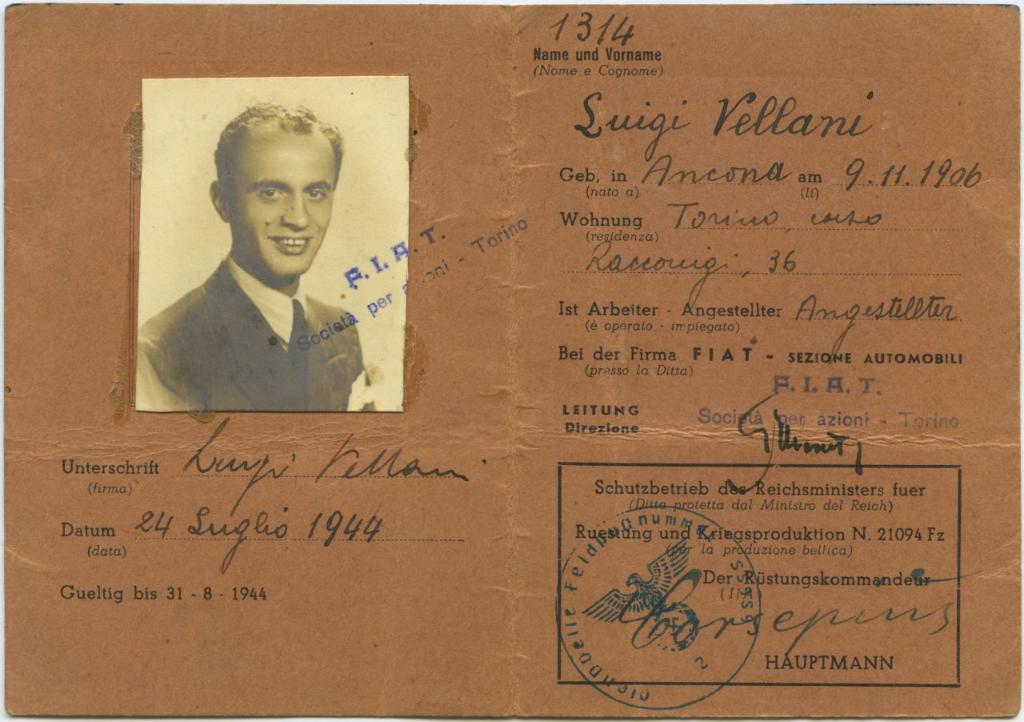 F. I. A. T.
Società per azioni - Torino
Unterschrift Luigi Vellani
(firma)
Datum 24 Luglio 1944
(data)
Gueltig bis 31 - 8 - 1944
1314
Name und Vorname
(Nome e Cognome)
Luigi Vellani
Geb. in Ancona am 9.11.1906
(nato a) (il)
Wohnung Torino, corso
(residenza)
Racconigi, 36
Ist Arbeiter - Angestellter Angestellter
(è operato - impiegato)
Bei der Firma FIAT - SEZIONE AUTOMOBILI
(presso la Ditta)
F. I. A. T.
LEITUNG
Società per azioni - Torino
Direzione
Schutzbetrieb des Reichsministers fuer
(Ditta protetta dal Ministro del Reich)
Ruestung und Kriegsproduktion N. 21094 Fz
(per la produzione bellica)
Der Rüstungskommandeur
HAUPTMANN
Dienststelle Feldpostnummer